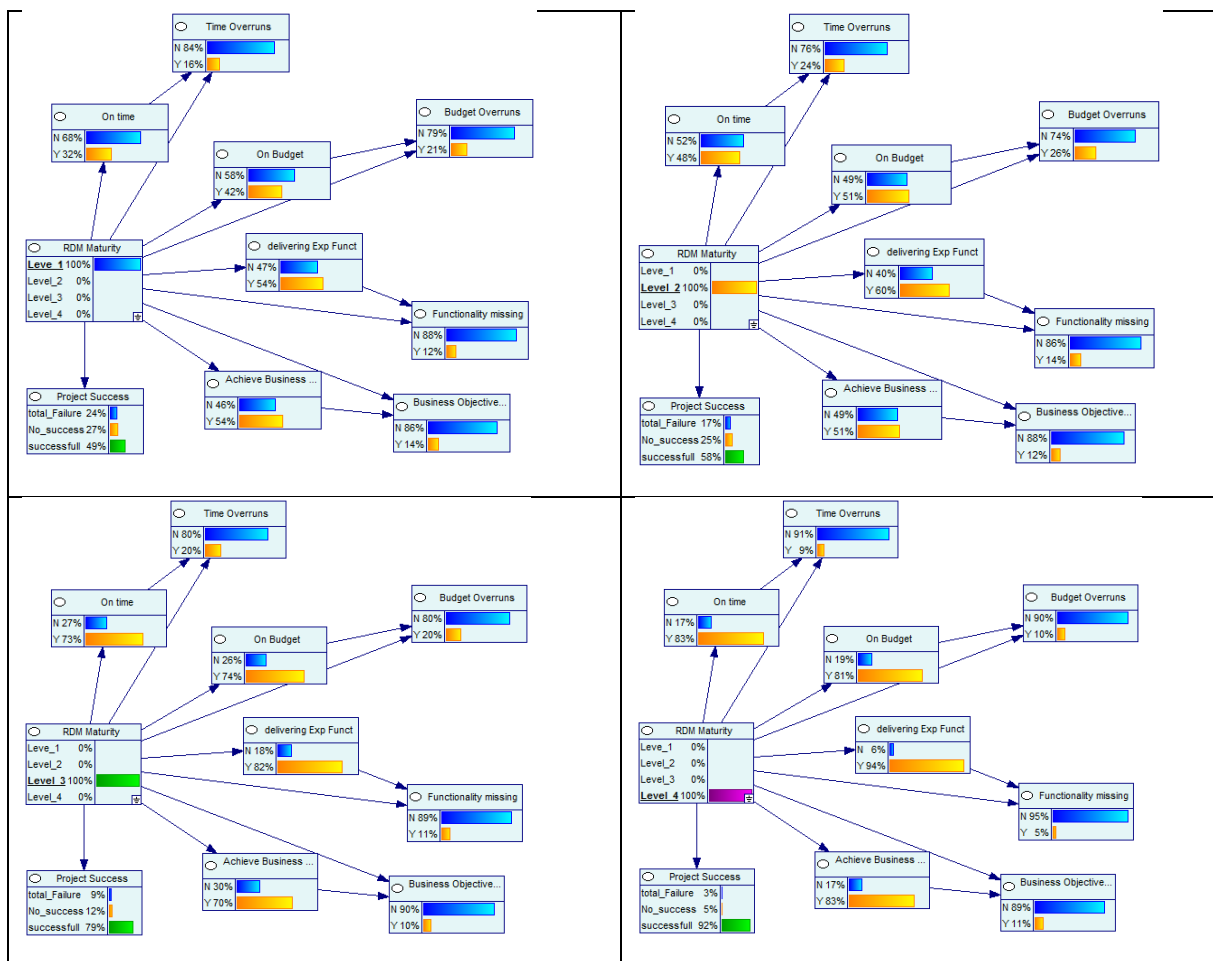 Time Overruns
N 84%
Y 16%
On time
N 68%
Y 32%
Budget Overruns
N 79%
Y 21%
On Budget
N 58%
Y 42%
RDM Maturity
Leve_1 100%
Level_2 0%
Level_3 0%
Level_4 0%
delivering Exp Funct
N 47%
Y 54%
Functionality missing
N 88%
Y 12%
Achieve Business ...
N 46%
Y 54%
Business Objective...
N 86%
Y 14%
Project Success
total_Failure 24%
No_success 27%
successfull 49%
Time Overruns
N 76%
Y 24%
On time
N 52%
Y 48%
Budget Overruns
N 74%
Y 26%
On Budget
N 49%
Y 51%
RDM Maturity
Leve_1 0%
Level_2 100%
Level_3 0%
Level_4 0%
delivering Exp Funct
N 40%
Y 60%
Functionality missing
N 86%
Y 14%
Achieve Business ...
N 49%
Y 51%
Business Objective...
N 88%
Y 12%
Project Success
total_Failure 17%
No_success 25%
successfull 58%
Time Overruns
N 80%
Y 20%
On time
N 27%
Y 73%
Budget Overruns
N 80%
Y 20%
On Budget
N 26%
Y 74%
RDM Maturity
Leve_1 0%
Level_2 0%
Level_3 100%
Level_4 0%
delivering Exp Funct
N 18%
Y 82%
Functionality missing
N 89%
Y 11%
Achieve Business ...
N 30%
Y 70%
Business Objective...
N 90%
Y 10%
Project Success
total_Failure 9%
No_success 12%
successfull 79%
Time Overruns
N 91%
Y 9%
On time
N 17%
Y 83%
Budget Overruns
N 90%
Y 10%
On Budget
N 19%
Y 81%
RDM Maturity
Leve_1 0%
Level_2 0%
Level_3 0%
Level_4 100%
delivering Exp Funct
N 6%
Y 94%
Functionality missing
N 95%
Y 5%
Achieve Business ...
N 17%
Y 83%
Business Objective...
N 89%
Y 11%
Project Success
total_Failure 3%
No_success 5%
successfull 92%